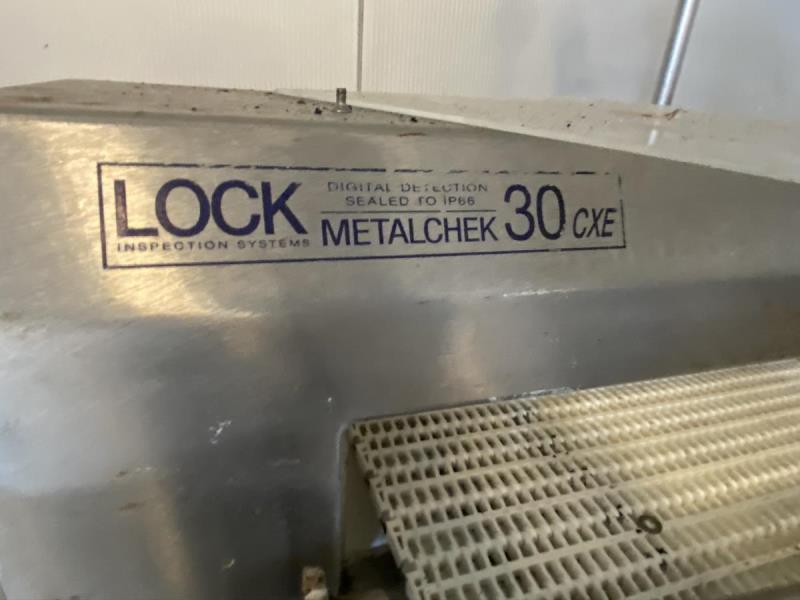 LOCK
INSPECTION SYSTEMS
DIGITAL DETECTION
SEALED TO IP66
METALCHEK 30 CXE